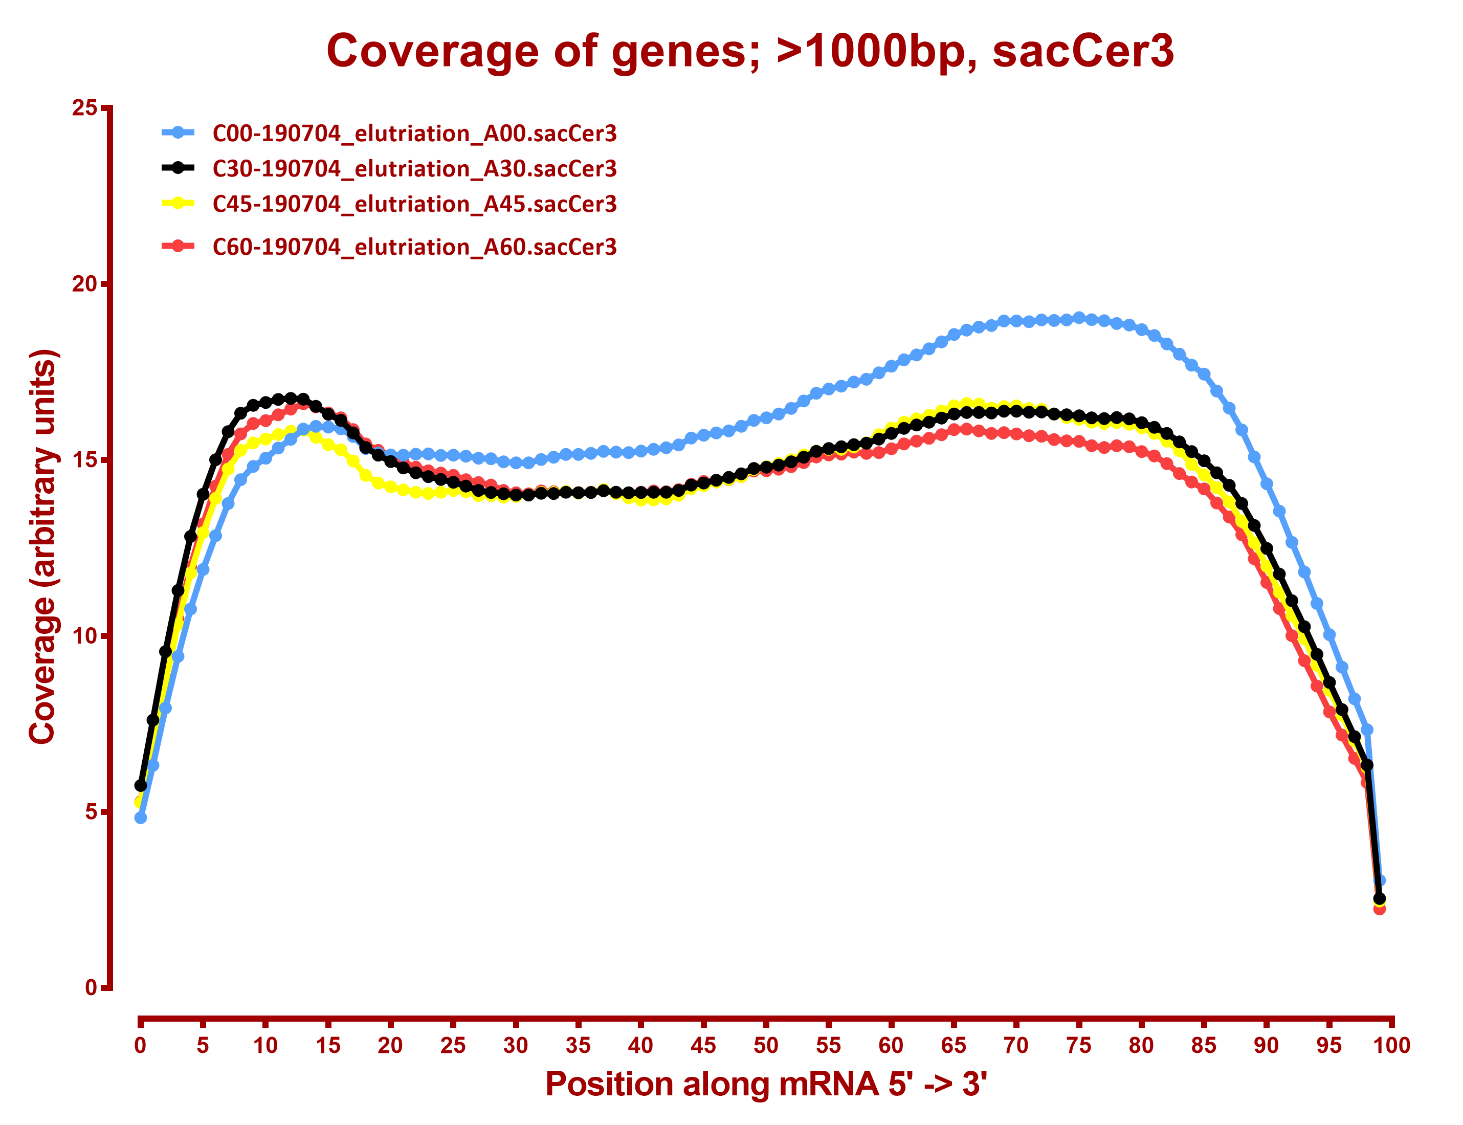 Coverage of genes; >1000bp, sacCer3
25
C00-190704_elutriation_A00.sacCer3
C30-190704_elutriation_A30.sacCer3
C45-190704_elutriation_A45.sacCer3
C60-190704_elutriation_A60.sacCer3
20
15
10
5
0
Coverage (arbitrary units)
0 5 10 15 20 25 30 35 40 45 50 55 60 65 70 75 80 85 90 95 100
Position along mRNA 5' -> 3'